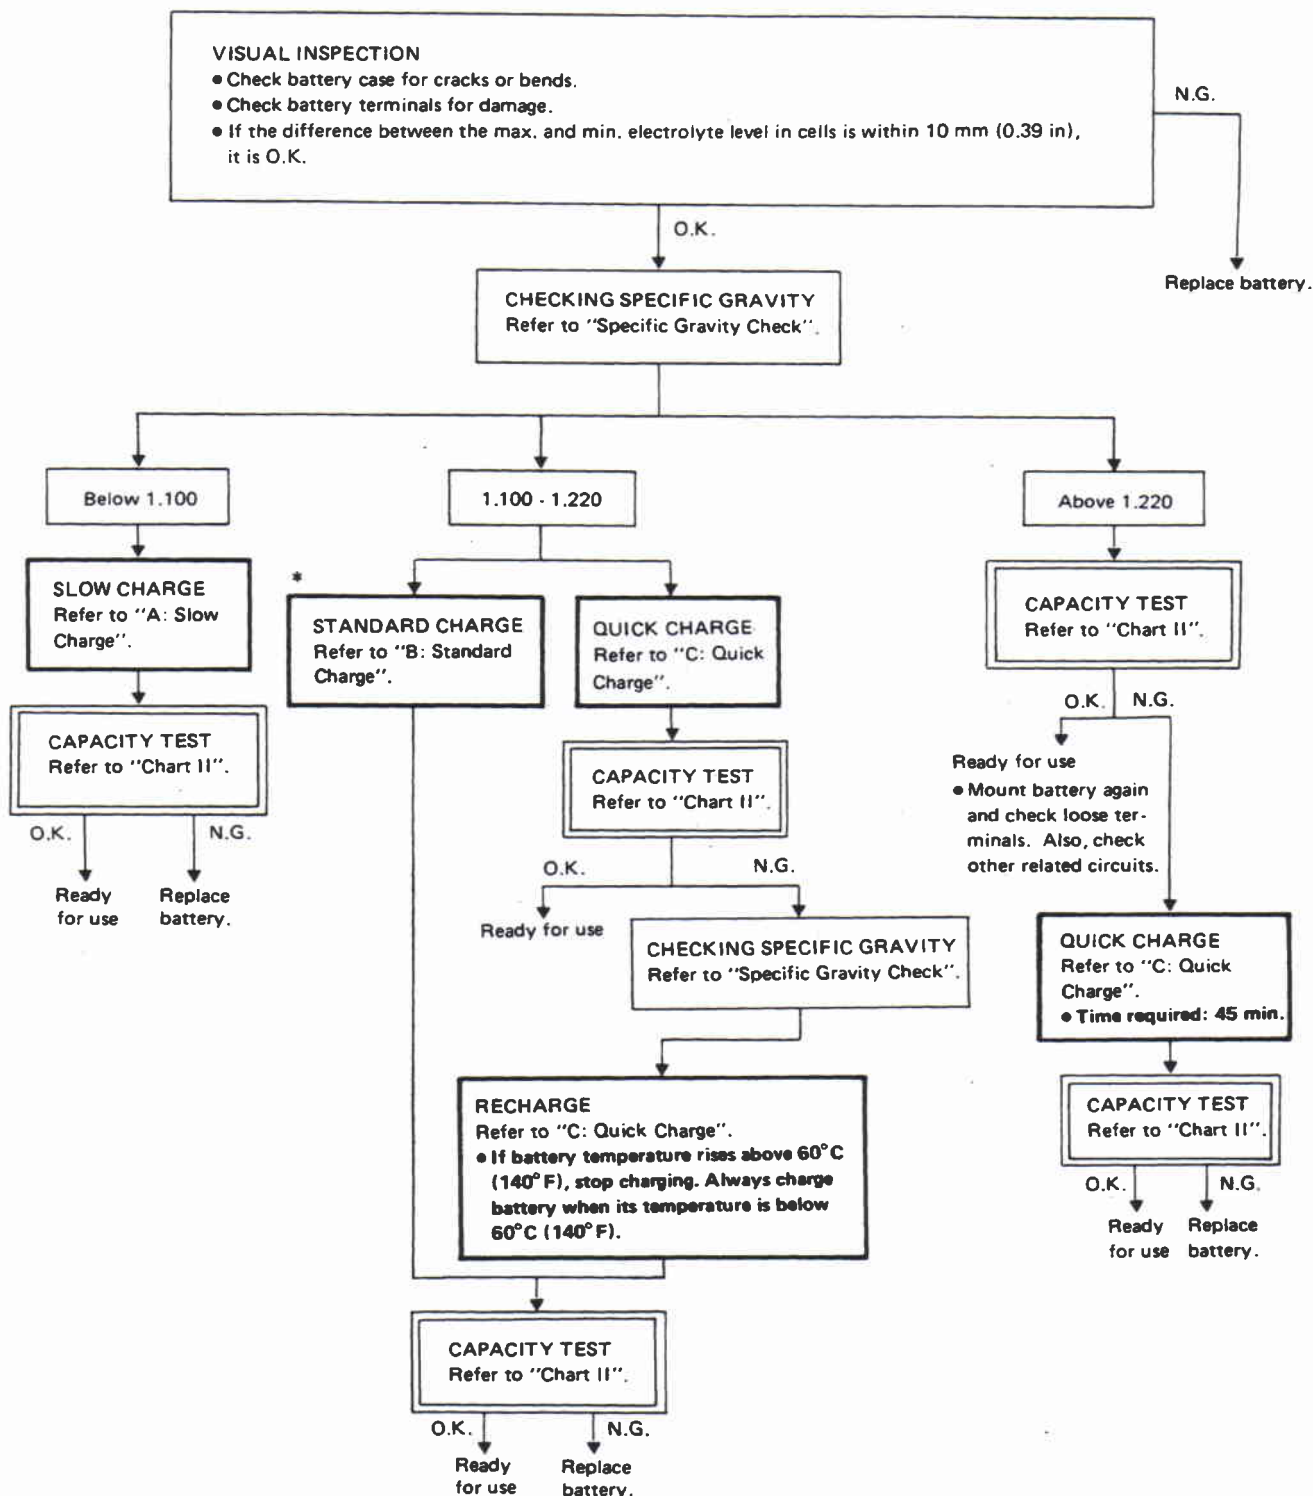 VISUAL INSPECTION
● Check battery case for cracks or bends.
● Check battery terminals for damage.
● If the difference between the max. and min. electrolyte level in cells is within 10 mm (0.39 in),
it is O.K.
N.G.
Replace battery.
O.K.
CHECKING SPECIFIC GRAVITY
Refer to "Specific Gravity Check".
Below 1.100
SLOW CHARGE
Refer to "A: Slow
Charge".
CAPACITY TEST
Refer to "Chart II".
O.K.
N.G.
Ready
for use
Replace
battery.
1.100 - 1.220
*
STANDARD CHARGE
Refer to "B: Standard
Charge".
QUICK CHARGE
Refer to "C: Quick
Charge".
CAPACITY TEST
Refer to "Chart II".
O.K.
N.G.
Ready for use
CHECKING SPECIFIC GRAVITY
Refer to "Specific Gravity Check".
RECHARGE
Refer to "C: Quick Charge".
● If battery temperature rises above 60°C
(140°F), stop charging. Always charge
battery when its temperature is below
60°C (140°F).
CAPACITY TEST
Refer to "Chart II".
O.K.
N.G.
Ready
for use
Replace
battery.
Above 1.220
CAPACITY TEST
Refer to "Chart II".
O.K.
N.G.
Ready for use
● Mount battery again
and check loose ter-
minals. Also, check
other related circuits.
QUICK CHARGE
Refer to "C: Quick
Charge".
● Time required: 45 min.
CAPACITY TEST
Refer to "Chart II".
O.K.
N.G.
Ready
for use
Replace
battery.